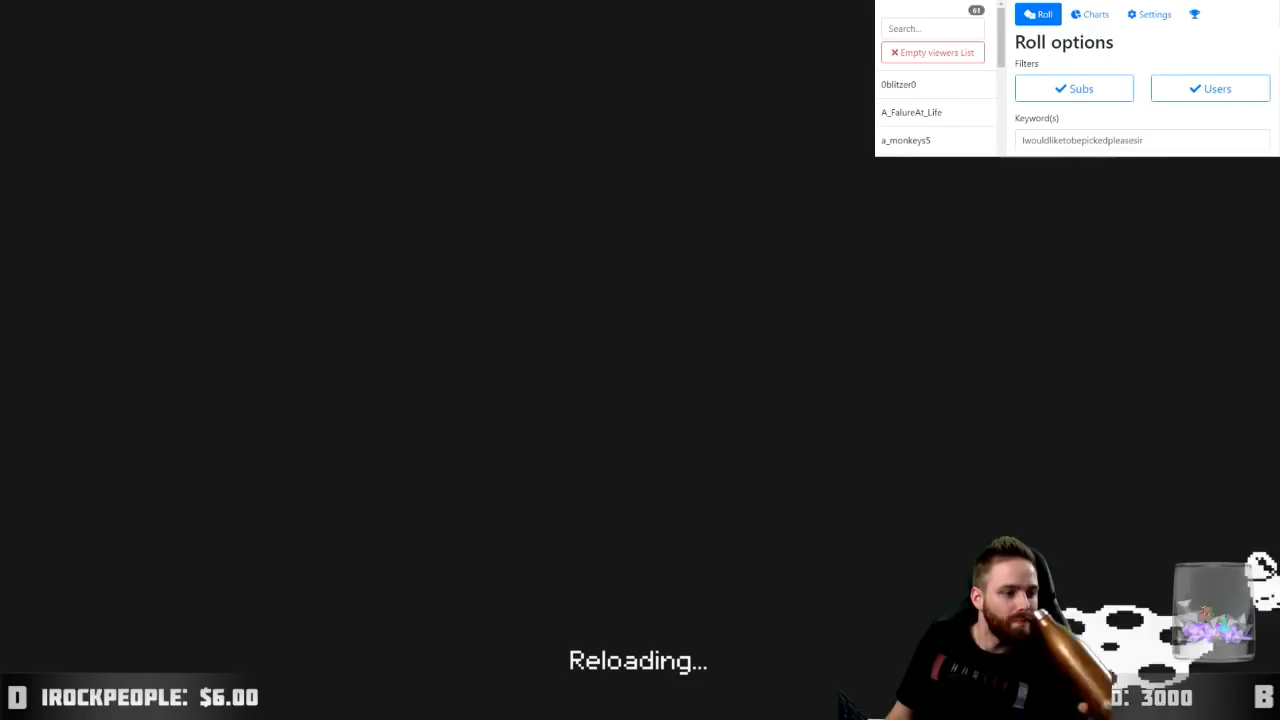 61
Search...
Empty viewers List
0blitzer0
A_FalureAt_Life
a_monkeys5
Roll
Charts
Settings
Roll options
Filters
Subs
Users
Keyword(s)
Iwouldliketobepickedpleasesir
Reloading...
D IROCKPEOPLE: $6.00
3000
B